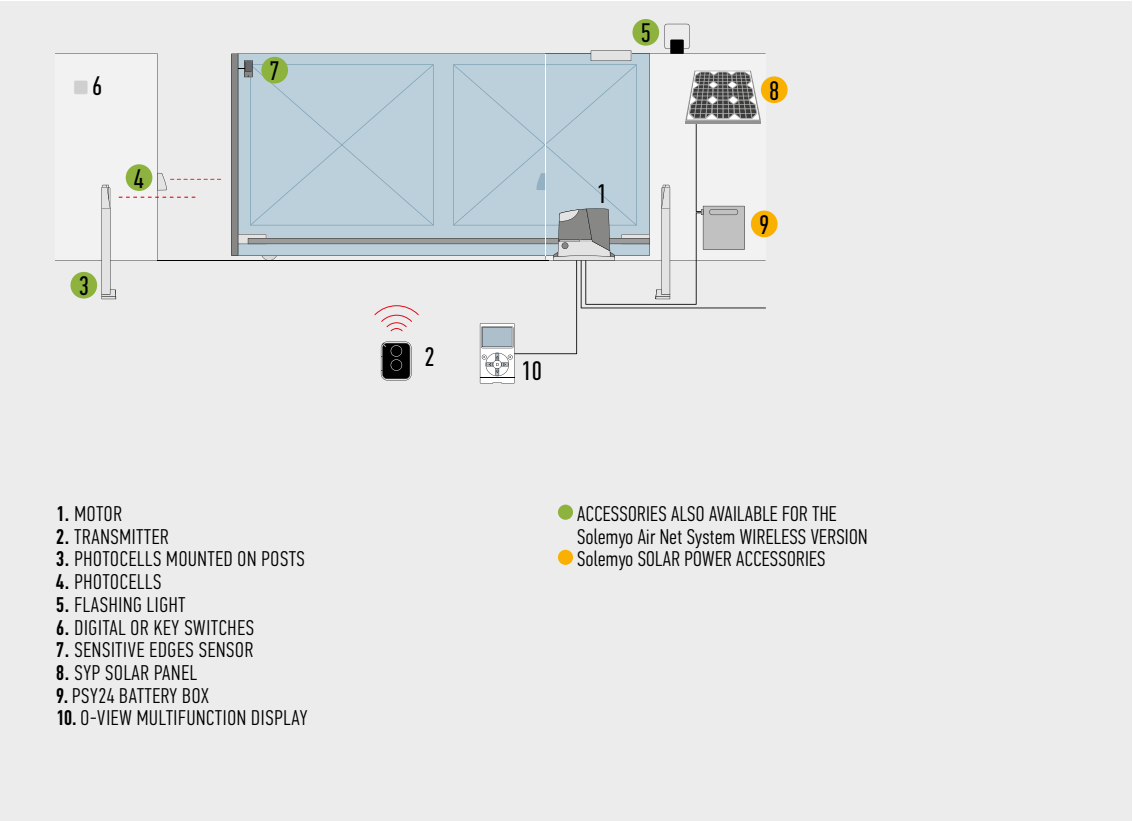 5
7
6
8
4
1
9
3
2
10
1. MOTOR
2. TRANSMITTER
3. PHOTOCELLS MOUNTED ON POSTS
4. PHOTOCELLS
5. FLASHING LIGHT
6. DIGITAL OR KEY SWITCHES
7. SENSITIVE EDGES SENSOR
8. SYP SOLAR PANEL
9. PSY24 BATTERY BOX
10. O-VIEW MULTIFUNCTION DISPLAY
ACCESSORIES ALSO AVAILABLE FOR THE
Solemyo Air Net System WIRELESS VERSION
Solemyo SOLAR POWER ACCESSORIES